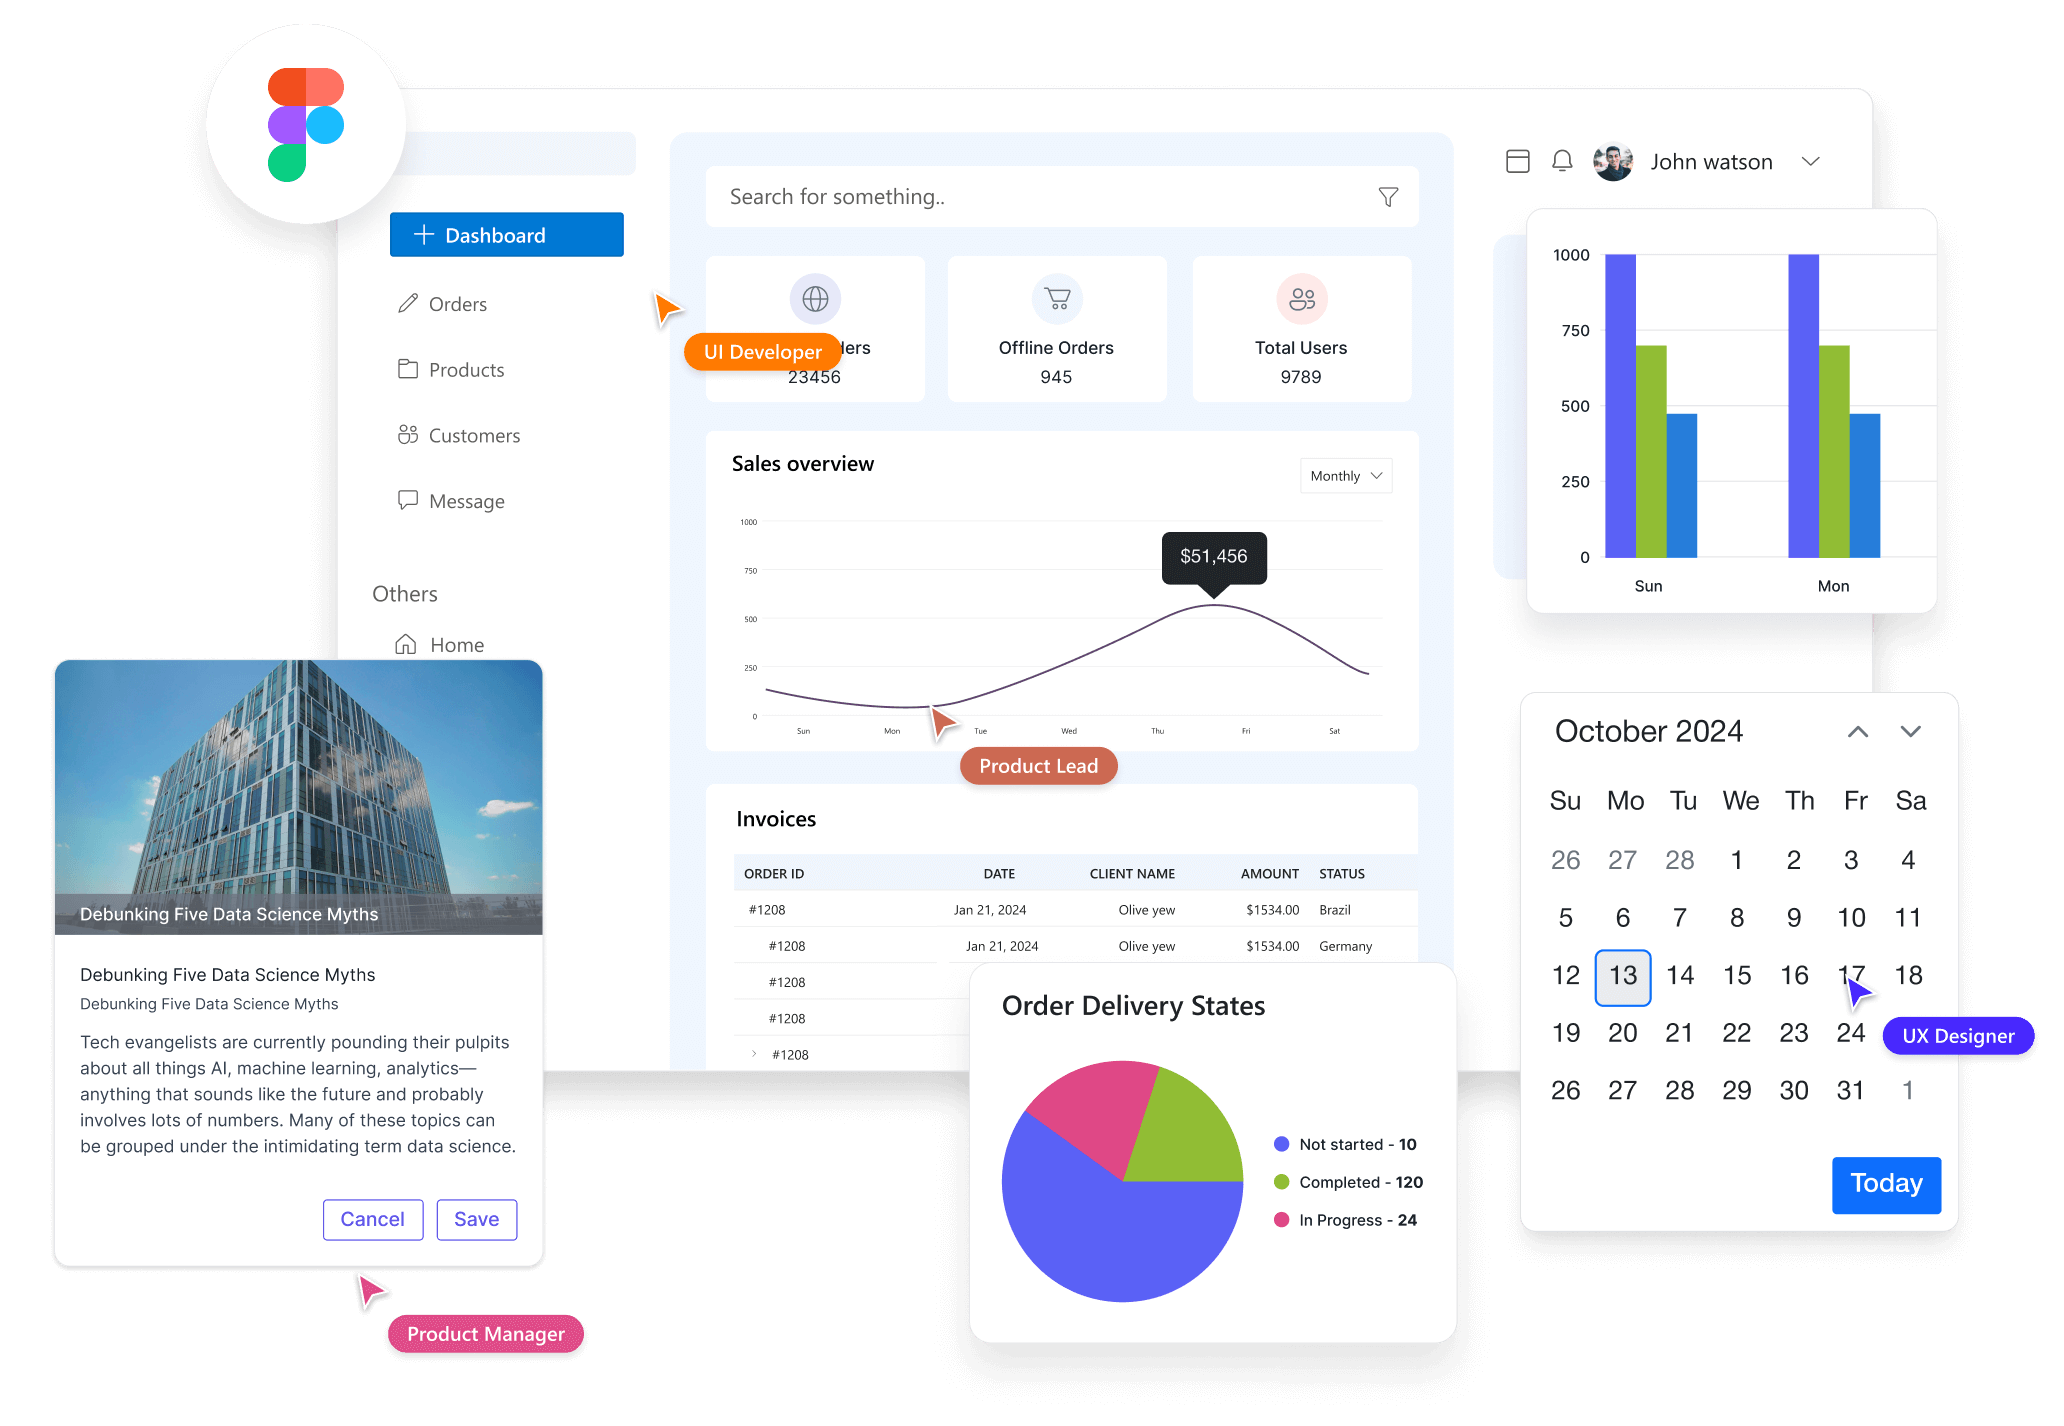 John watson
Search for something..
Dashboard
Orders
Products
Customers
Message
Others
Home
UI Developer
ders
23456
Offline Orders
945
Total Users
9789
Sales overview
Monthly
1000
750
500
250
0
$51,456
Sun Mon Tue Wed Thu Fri Sat
Product Lead
Invoices
ORDER ID DATE CLIENT NAME AMOUNT STATUS
#1208 Jan 21, 2024 Olive yew $1534.00 Brazil
#1208 Jan 21, 2024 Olive yew $1534.00 Germany
#1208
#1208
#1208
1000
750
500
250
0
Sun Mon
Debunking Five Data Science Myths
Debunking Five Data Science Myths
Debunking Five Data Science Myths
Tech evangelists are currently pounding their pulpits
about all things AI, machine learning, analytics—
anything that sounds like the future and probably
involves lots of numbers. Many of these topics can
be grouped under the intimidating term data science.
Cancel Save
Product Manager
Order Delivery States
Not started - 10
Completed - 120
In Progress - 24
October 2024
Su Mo Tu We Th Fr Sa
26 27 28 1 2 3 4
5 6 7 8 9 10 11
12 13 14 15 16 17 18
19 20 21 22 23 24
26 27 28 29 30 31 1
UX Designer
Today